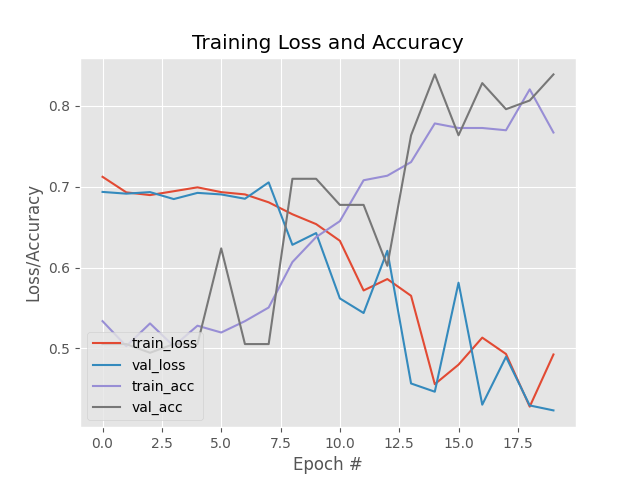 Training Loss and Accuracy
Loss/Accuracy
0.8
0.7
0.6
0.5
train_loss
val_loss
train_acc
val_acc
0.0 2.5 5.0 7.5 10.0 12.5 15.0 17.5
Epoch #